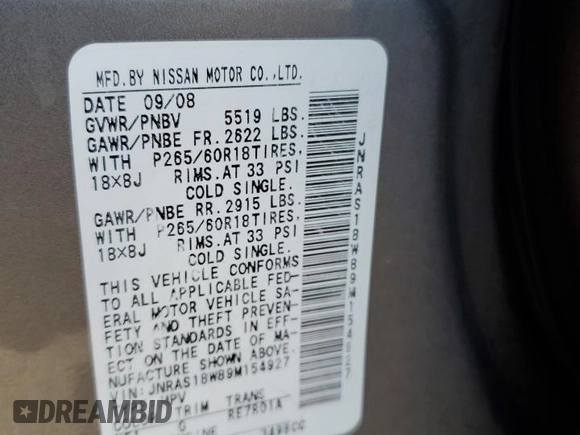 MFD.BY NISSAN MOTOR CO.,LTD.
DATE 09/08
GVWR/PNBV 5519 LBS.
GAWR/PNBE FR. 2622 LBS.
WITH P265/60R18TIRES,
18X8J RIMS.AT 33 PSI
COLD SINGLE.
GAWR/PNBE RR. 2915 LBS.
WITH P265/60R18TIRES,
18X8J RIMS.AT 33 PSI
COLD SINGLE.
THIS VEHICLE CONFORMS
TO ALL APPLICABLE FED-
ERAL MOTOR VEHICLE SA-
FETY AND THEFT PREVEN-
TION STANDARDS IN EFF-
ECT ON THE DATE OF MA-
NUFACTURE SHOWN ABOVE.
VIN:JNRAS18W89M154927
MPV
TRIM TRANS
G RE7R01A
JNRAS18W89M154927
DREAMBID
.COM